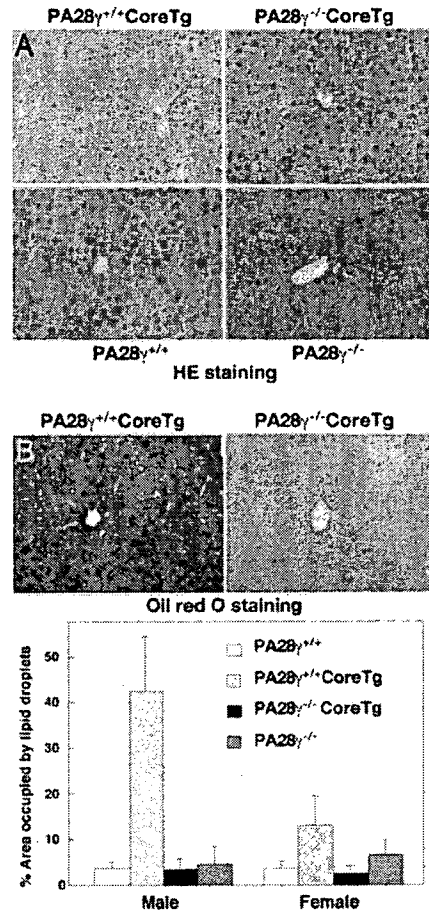 PA28γ+/+CoreTg PA28γ-/-CoreTg
A
PA28γ+/+ PA28γ-/-
HE staining
PA28γ+/+CoreTg PA28γ-/-CoreTg
B
Oil red O staining
% Area occupied by lipid droplets
50
40
30
20
10
0
PA28γ+/+
PA28γ+/+CoreTg
PA28γ-/- CoreTg
PA28γ-/-
Male Female